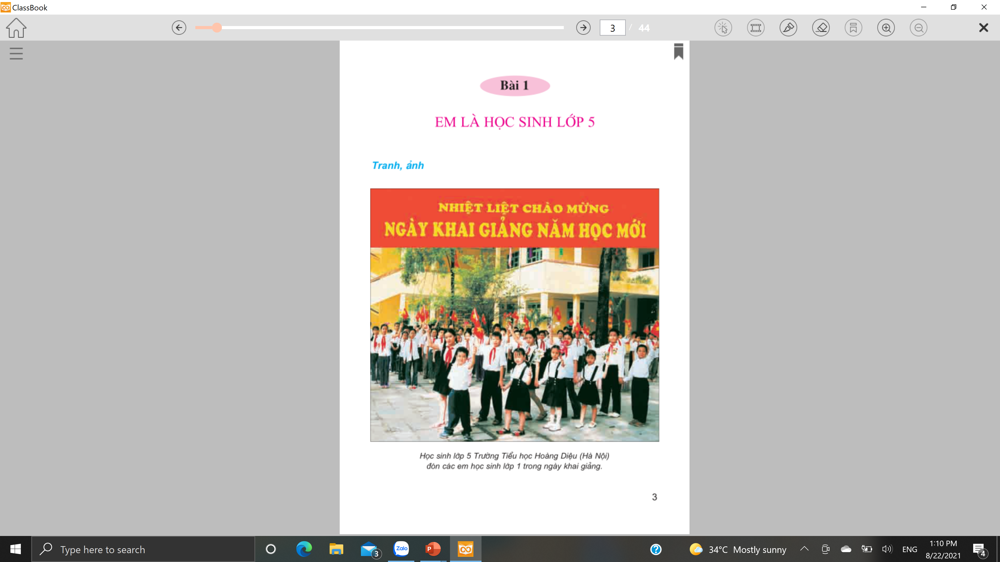 ClassBook
3 / 44
Bài 1
EM LÀ HỌC SINH LỚP 5
Tranh, ảnh
NHIỆT LIỆT CHÀO MỪNG
NGÀY KHAI GIẢNG NĂM HỌC MỚI
Học sinh lớp 5 Trường Tiểu học Hoàng Diệu (Hà Nội)
đón các em học sinh lớp 1 trong ngày khai giảng.
3
Type here to search
3
Zalo
P
34°C Mostly sunny
ENG
1:10 PM
8/22/2021
4